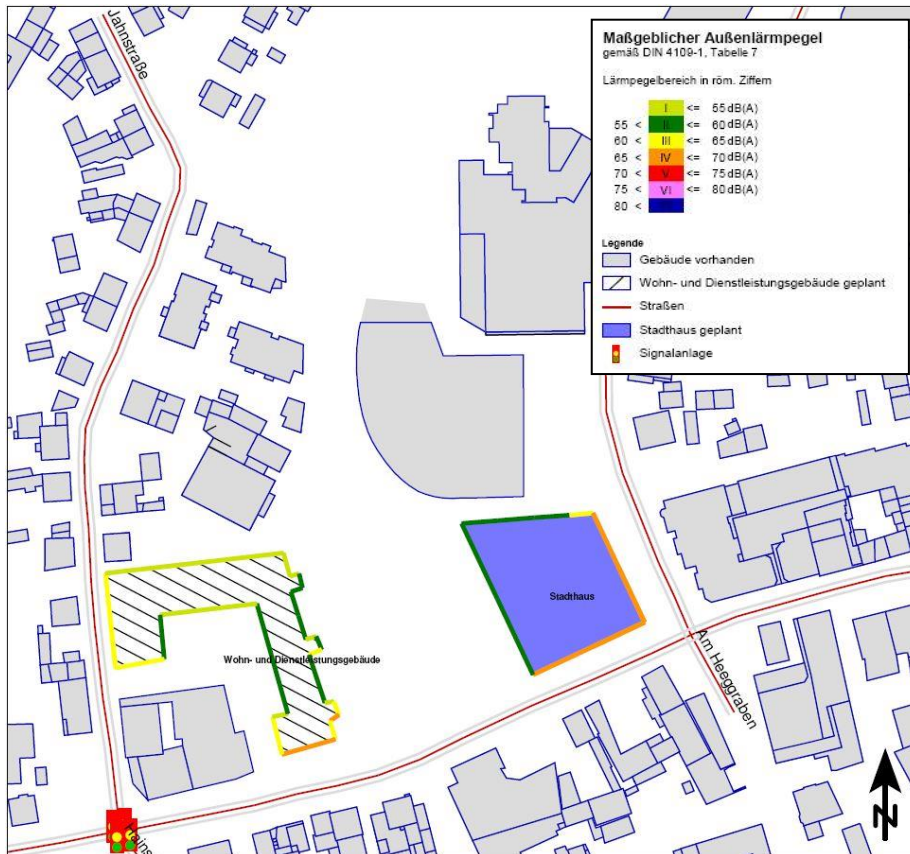 Jahnstraße
Maßgeblicher Außenlärmpegel
gemäß DIN 4109-1, Tabelle 7
Lärmpegelbereich in röm. Ziffern
I <= 55 dB(A)
55 < II <= 60 dB(A)
60 < III <= 65 dB(A)
65 < IV <= 70 dB(A)
70 < V <= 75 dB(A)
75 < VI <= 80 dB(A)
80 <
Legende
Gebäude vorhanden
Wohn- und Dienstleistungsgebäude geplant
Straßen
Stadthaus geplant
Signalanlage
Stadthaus
Wohn- und Dienstleistungsgebäude
Am Heeggraben
Hains
N